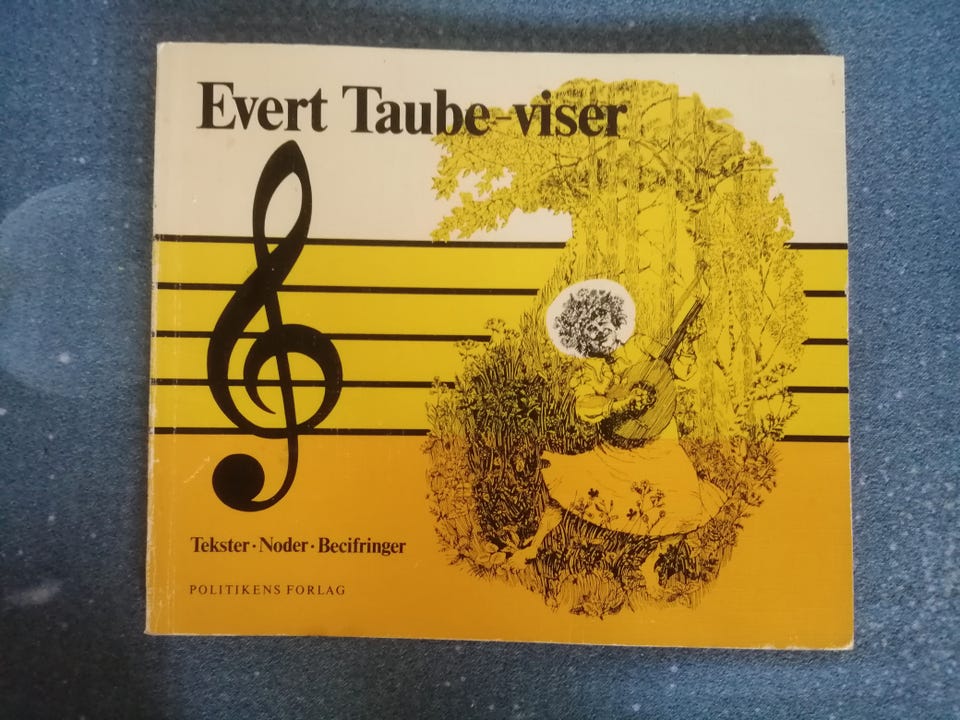 Evert Taube-viser
Tekster · Noder · Becifringer
POLITIKENS FORLAG